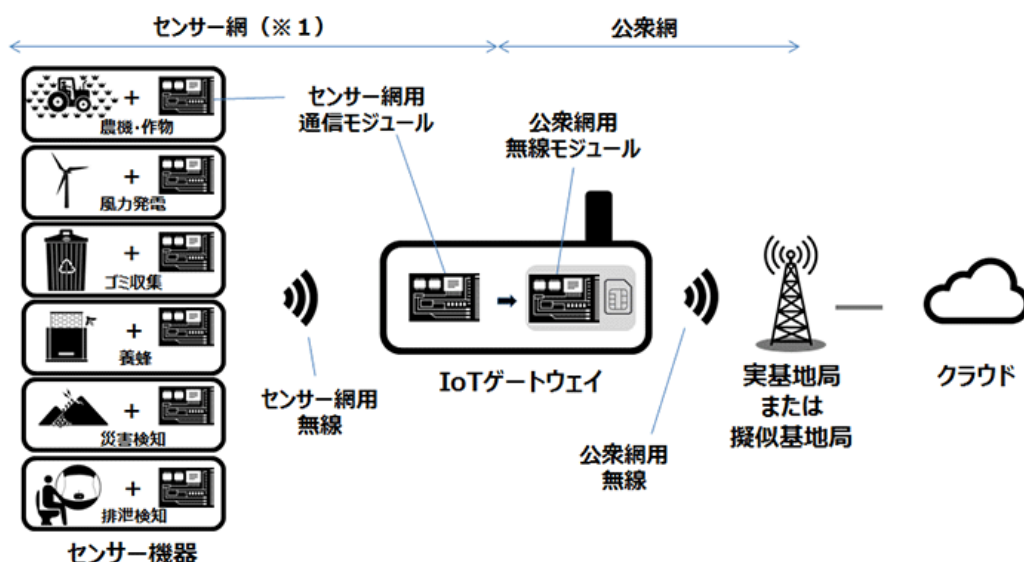 センサー網（※１）
公衆網
センサー網用
通信モジュール
公衆網用
無線モジュール
農機・作物
風力発電
ゴミ収集
養蜂
災害検知
排泄検知
センサー機器
センサー網用
無線
IoTゲートウェイ
公衆網用
無線
実基地局
または
擬似基地局
クラウド